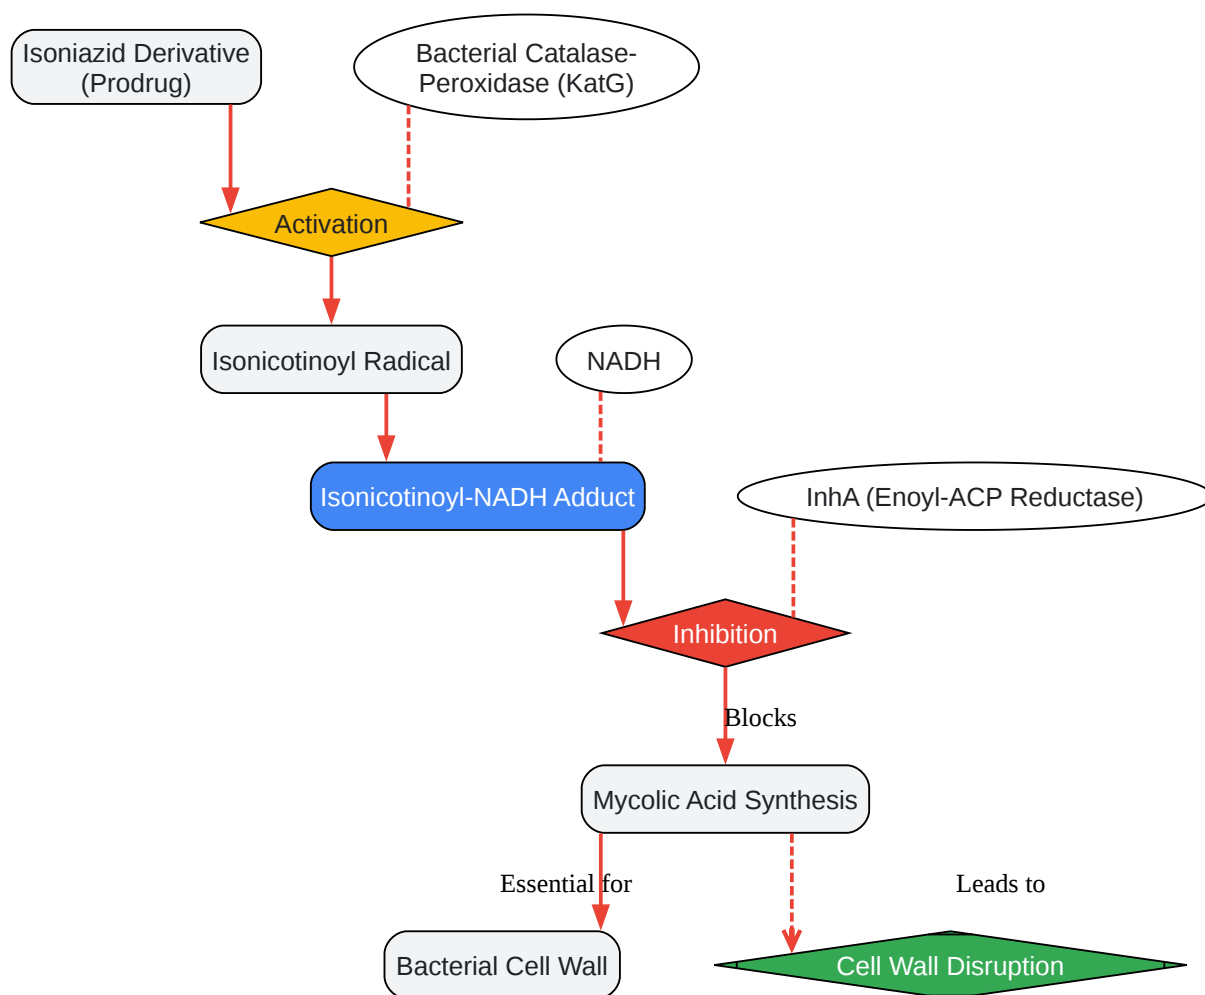 Isoniazid Derivative
(Prodrug)
Bacterial Catalase-
Peroxidase (KatG)
Activation
Isonicotinoyl Radical
NADH
Isonicotinoyl-NADH Adduct
InhA (Enoyl-ACP Reductase)
Inhibition
Blocks
Mycolic Acid Synthesis
Essential for
Leads to
Bacterial Cell Wall
Cell Wall Disruption